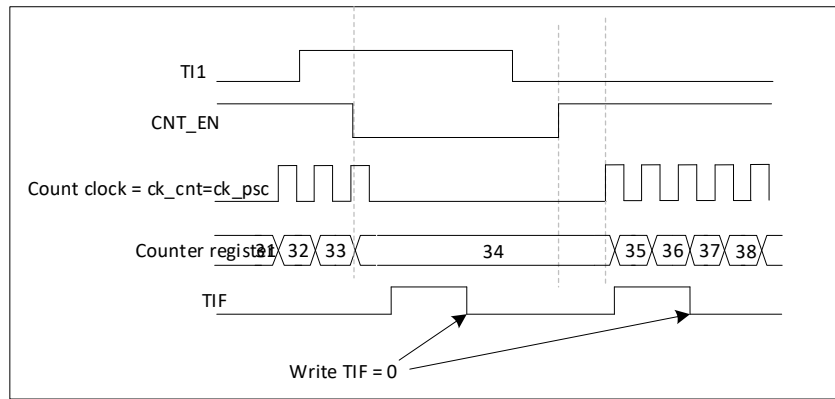 TI1
CNT_EN
Count clock = ck_cnt=ck_psc
Counter register 31 32 33 34 35 36 37 38
TIF
Write TIF = 0